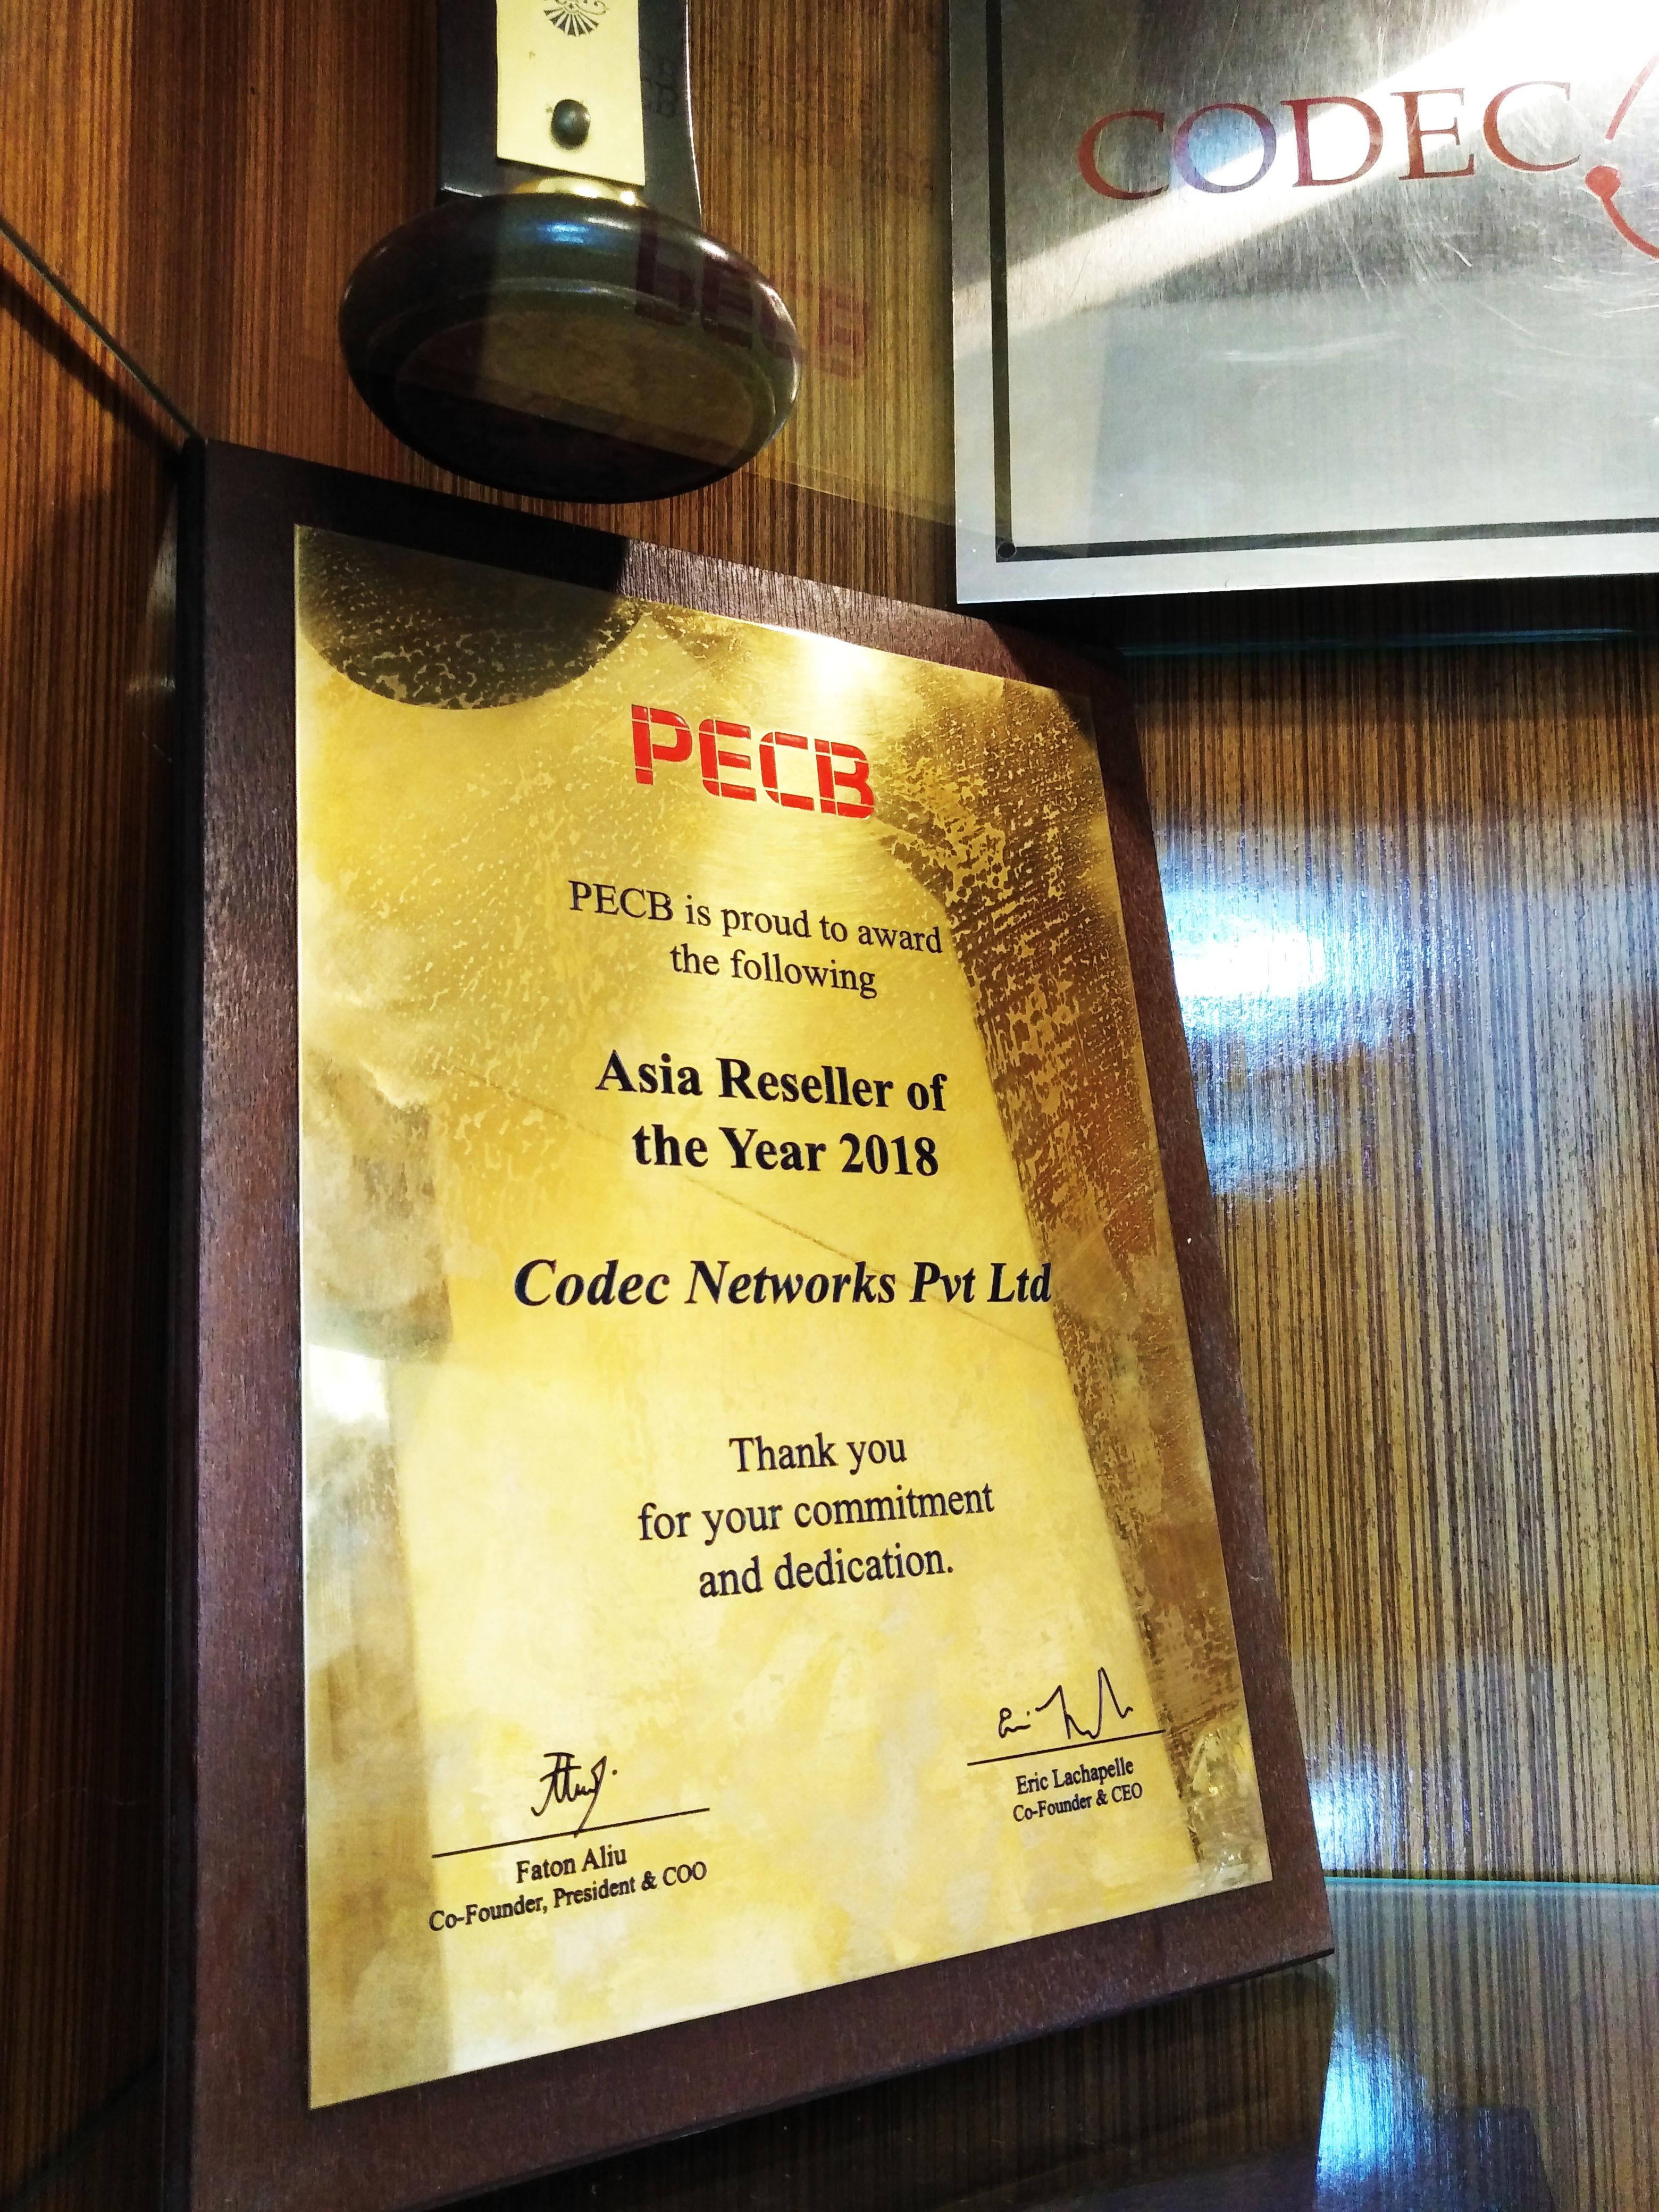 CODEC
PECB
PECB is proud to award
the following
Asia Reseller of
the Year 2018
Codec Networks Pvt Ltd
Thank you
for your commitment
and dedication.
Eric Lachapelle
Co-Founder & CEO
Faton Aliu
Co-Founder, President & COO